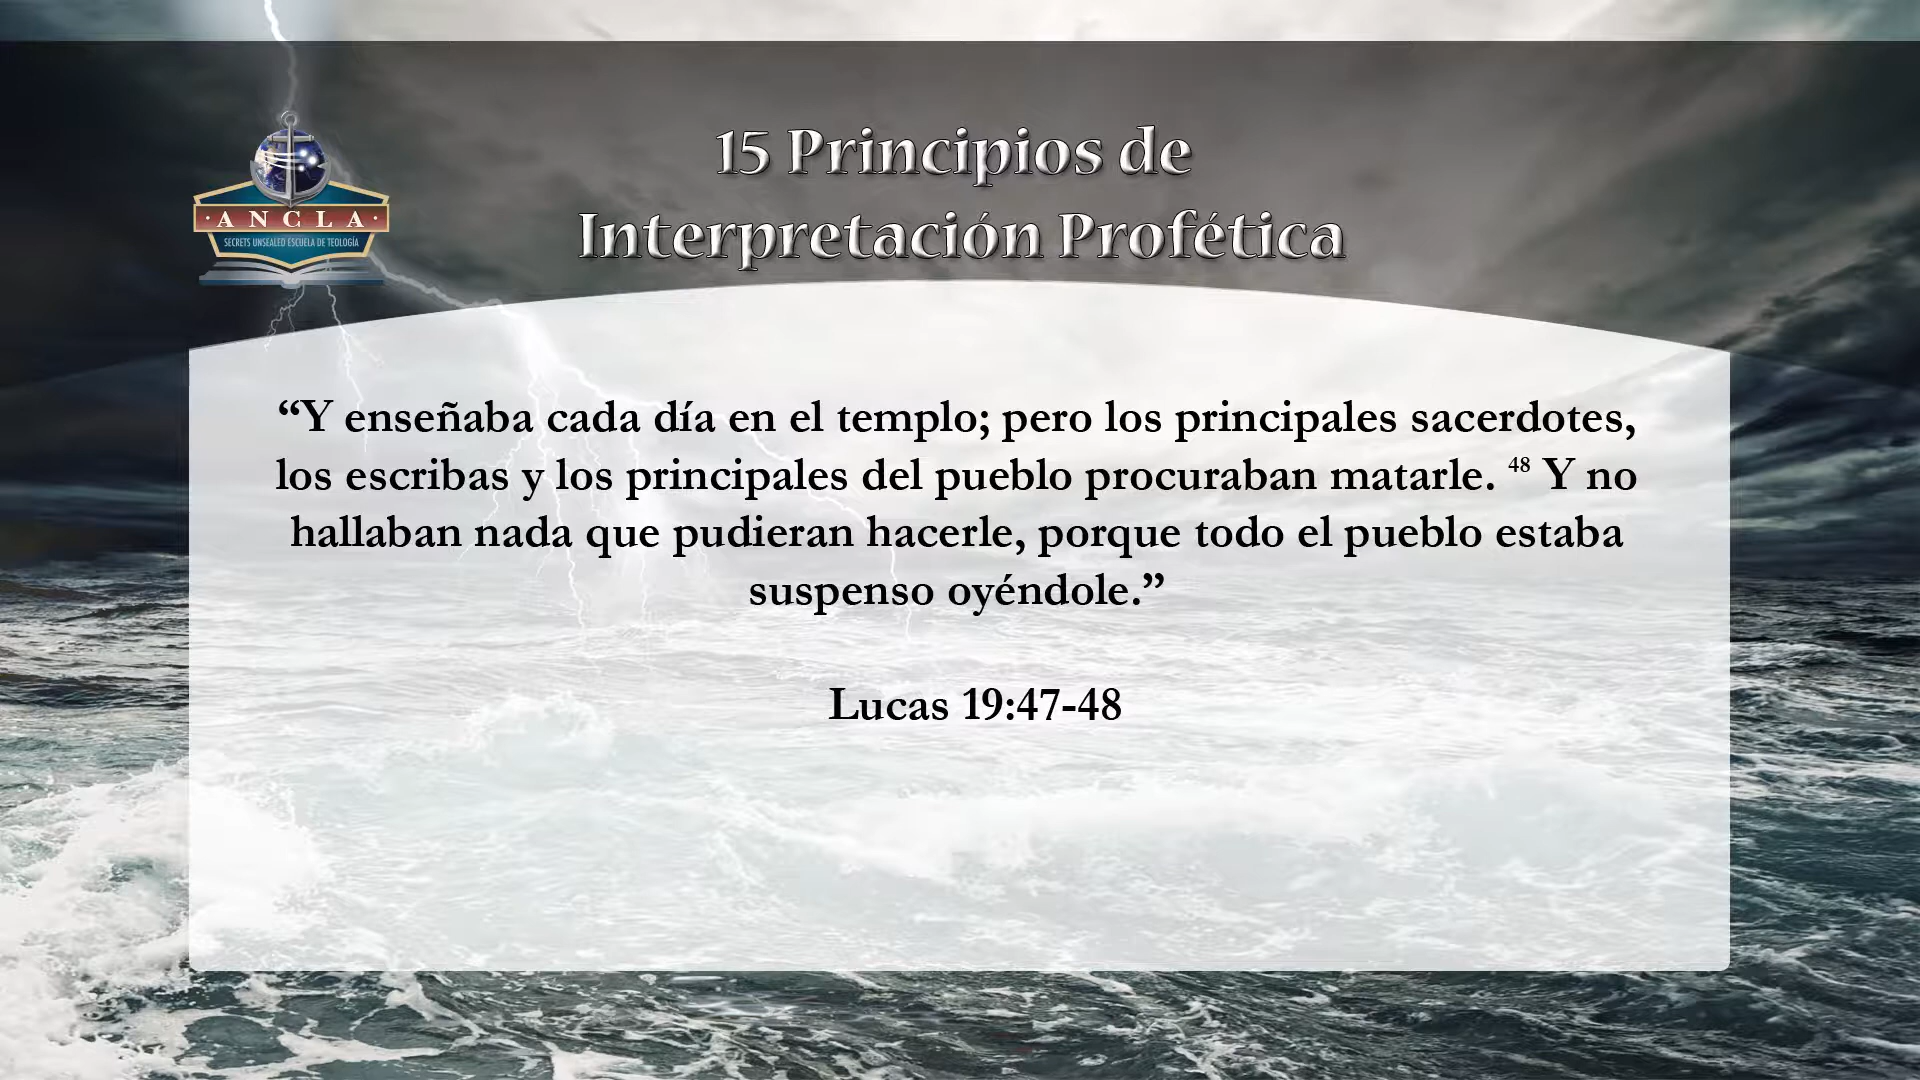 15 Principios de
Interpretación Profética
· A N C L A ·
SECRETS UNSEALED ESCUELA DE TEOLOGÍA
“Y enseñaba cada día en el templo; pero los principales sacerdotes,
los escribas y los principales del pueblo procuraban matarle. 48 Y no
hallaban nada que pudieran hacerle, porque todo el pueblo estaba
suspenso oyéndole.”
Lucas 19:47-48